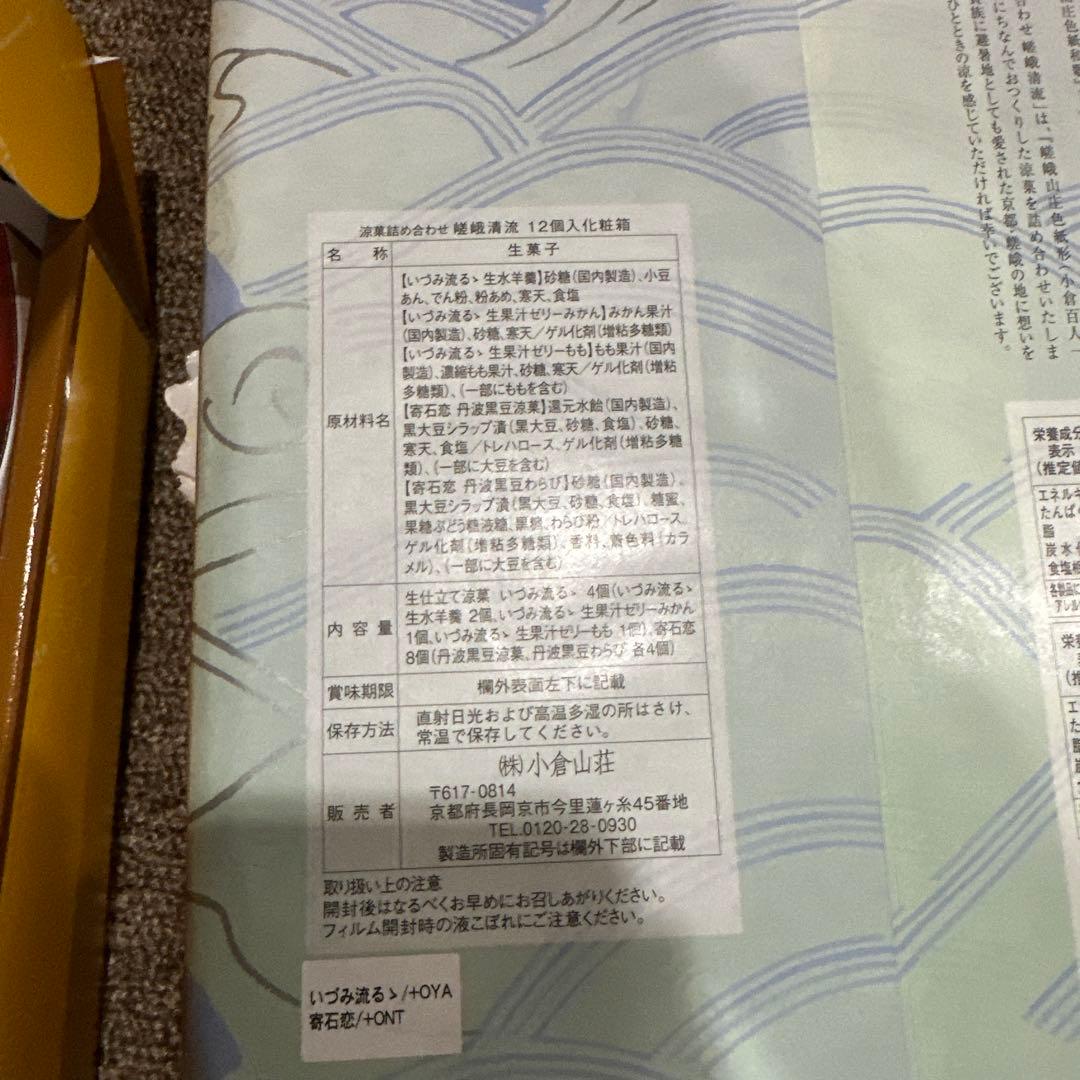 涼菓詰め合わせ 嵯峨清流 12個入化粧箱
名 称 生菓子
原材料名
【いづみ流るゝ 生水羊羹】砂糖(国内製造)、小豆
あん、でん粉、粉あめ、寒天、食塩
【いづみ流るゝ 生果汁ゼリーみかん】みかん果汁
(国内製造)、砂糖、寒天/ゲル化剤(増粘多糖類)
【いづみ流るゝ 生果汁ゼリーもも】もも果汁(国内
製造)、濃縮もも果汁、砂糖、寒天/ゲル化剤(増粘
多糖類)、(一部にももを含む)
【寄石恋 丹波黒豆涼菓】還元水飴(国内製造)、
黒大豆シラップ漬(黒大豆、砂糖、食塩)、砂糖、
寒天、食塩/トレハロース、ゲル化剤(増粘多糖
類)、(一部に大豆を含む)
【寄石恋 丹波黒豆わらび】砂糖(国内製造)、
黒大豆シラップ漬(黒大豆、砂糖、食塩)、糖蜜、
果糖ぶどう糖液糖、黒糖、わらび粉/トレハロース、
ゲル化剤(増粘多糖類)、香料、着色料(カラ
メル)、(一部に大豆を含む)
内 容 量
生仕立て涼菓 いづみ流るゝ 4個(いづみ流るゝ
生水羊羹 2個、いづみ流るゝ 生果汁ゼリーみかん
1個、いづみ流るゝ 生果汁ゼリーもも 1個)、寄石恋
8個(丹波黒豆涼菓、丹波黒豆わらび 各4個)
賞味期限 欄外表面左下に記載
保存方法
直射日光および高温多湿の所はさけ、
常温で保存してください。
販 売 者
(株)小倉山荘
〒617-0814
京都府長岡京市今里蓮ヶ糸45番地
TEL.0120-28-0930
製造所固有記号は欄外下部に記載
取り扱い上の注意
開封後はなるべくお早めにお召しあがりください。
フィルム開封時の液こぼれにご注意ください。
いづみ流るゝ/+OYA
寄石恋/+ONT
わせ 嵯峨清流」は、「嵯峨山庄色紙形(小倉百人一
にちなんでおつくりした涼菓を詰め合わせいたしま
貴族に避暑地としても愛された京都・嵯峨の地に想いを
ひとときの涼を感じていただければ幸いでございます。
栄養成分
表示
(推定値
エネルギ
たんぱ
脂
炭水
食塩相
各製品に
アレル